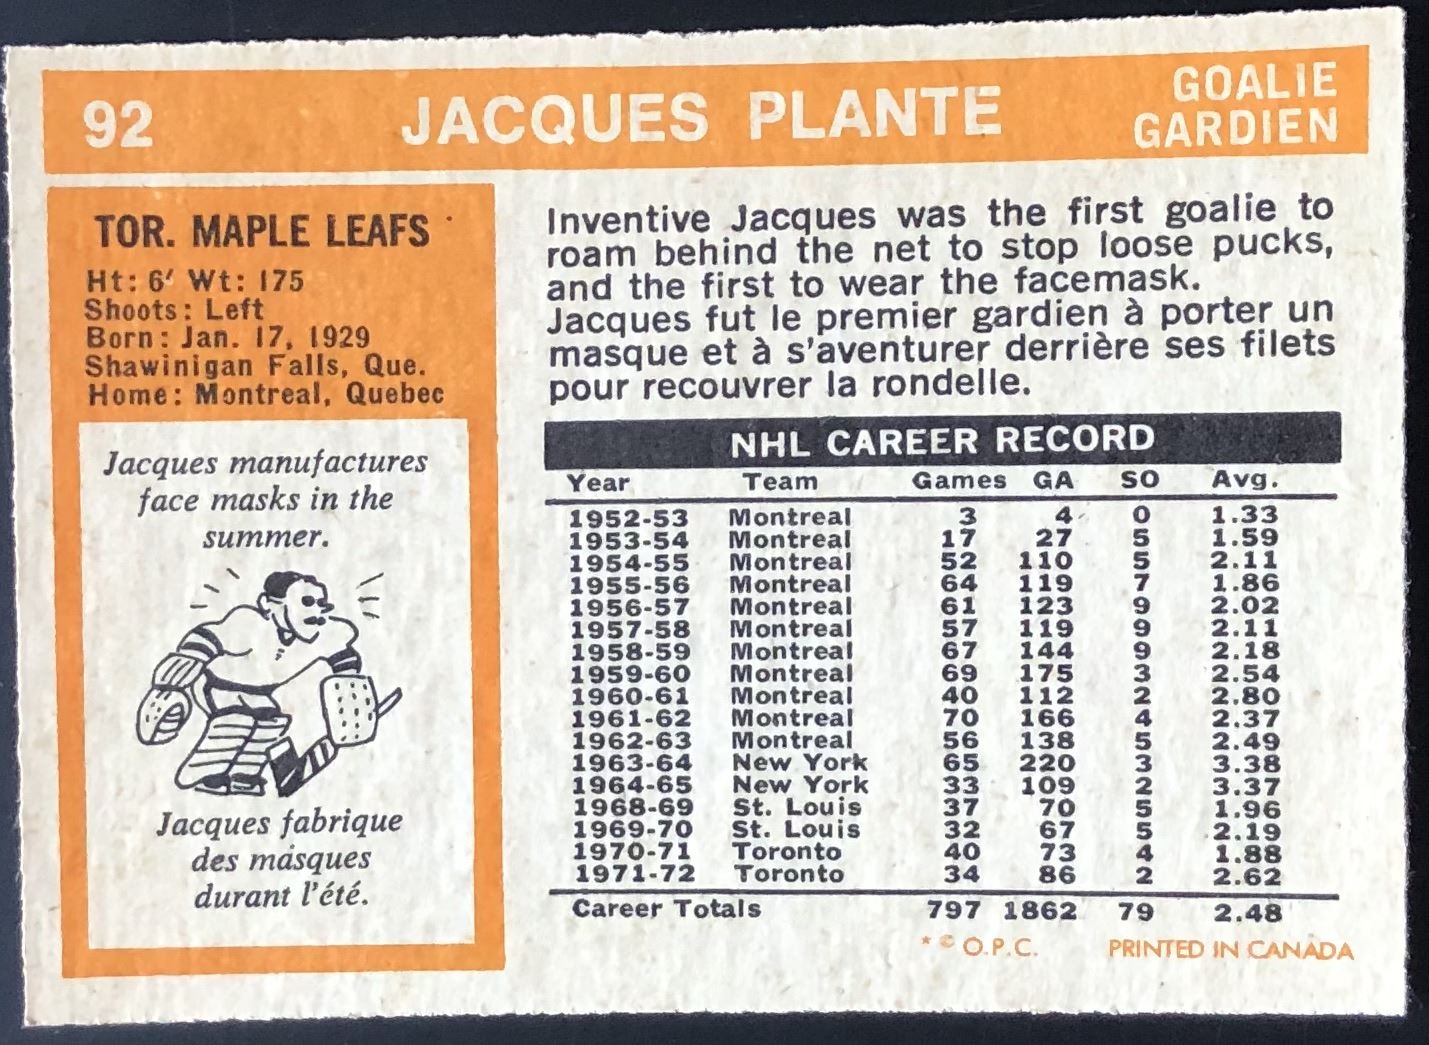 92 JACQUES PLANTE GOALIE
GARDIEN
TOR. MAPLE LEAFS
Ht: 6′ Wt: 175
Shoots: Left
Born: Jan. 17, 1929
Shawinigan Falls, Que.
Home: Montreal, Quebec
Jacques manufactures
face masks in the
summer.
Jacques fabrique
des masques
durant l'été.
Inventive Jacques was the first goalie to
roam behind the net to stop loose pucks,
and the first to wear the facemask.
Jacques fut le premier gardien à porter un
masque et à s'aventurer derrière ses filets
pour recouvrer la rondelle.
NHL CAREER RECORD
Year Team Games GA SO Avg.
1952-53 Montreal 3 4 0 1.33
1953-54 Montreal 17 27 5 1.59
1954-55 Montreal 52 110 5 2.11
1955-56 Montreal 64 119 7 1.86
1956-57 Montreal 61 123 9 2.02
1957-58 Montreal 57 119 9 2.11
1958-59 Montreal 67 144 9 2.18
1959-60 Montreal 69 175 3 2.54
1960-61 Montreal 40 112 2 2.80
1961-62 Montreal 70 166 4 2.37
1962-63 Montreal 56 138 5 2.49
1963-64 New York 65 220 3 3.38
1964-65 New York 33 109 2 3.37
1968-69 St. Louis 37 70 5 1.96
1969-70 St. Louis 32 67 5 2.19
1970-71 Toronto 40 73 4 1.88
1971-72 Toronto 34 86 2 2.62
Career Totals 797 1862 79 2.48
* © O.P.C. PRINTED IN CANADA